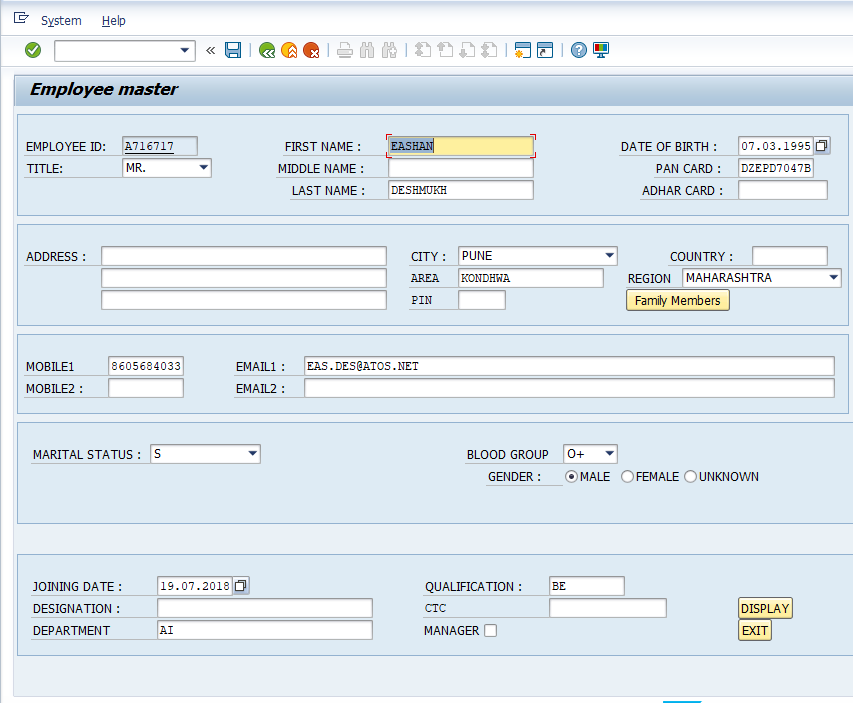 System Help
Employee master
EMPLOYEE ID: A716717 FIRST NAME : EASHAN DATE OF BIRTH : 07.03.1995
TITLE: MR. MIDDLE NAME : PAN CARD : DZEPD7047B
LAST NAME : DESHMUKH ADHAR CARD :
ADDRESS : CITY : PUNE COUNTRY :
AREA KONDHWA REGION MAHARASHTRA
PIN Family Members
MOBILE1 8605684033 EMAIL1 : EAS.DES@ATOS.NET
MOBILE2 : EMAIL2 :
MARITAL STATUS : S BLOOD GROUP O+
GENDER : MALE FEMALE UNKNOWN
JOINING DATE : 19.07.2018 QUALIFICATION : BE
DESIGNATION : CTC DISPLAY
DEPARTMENT AI MANAGER EXIT